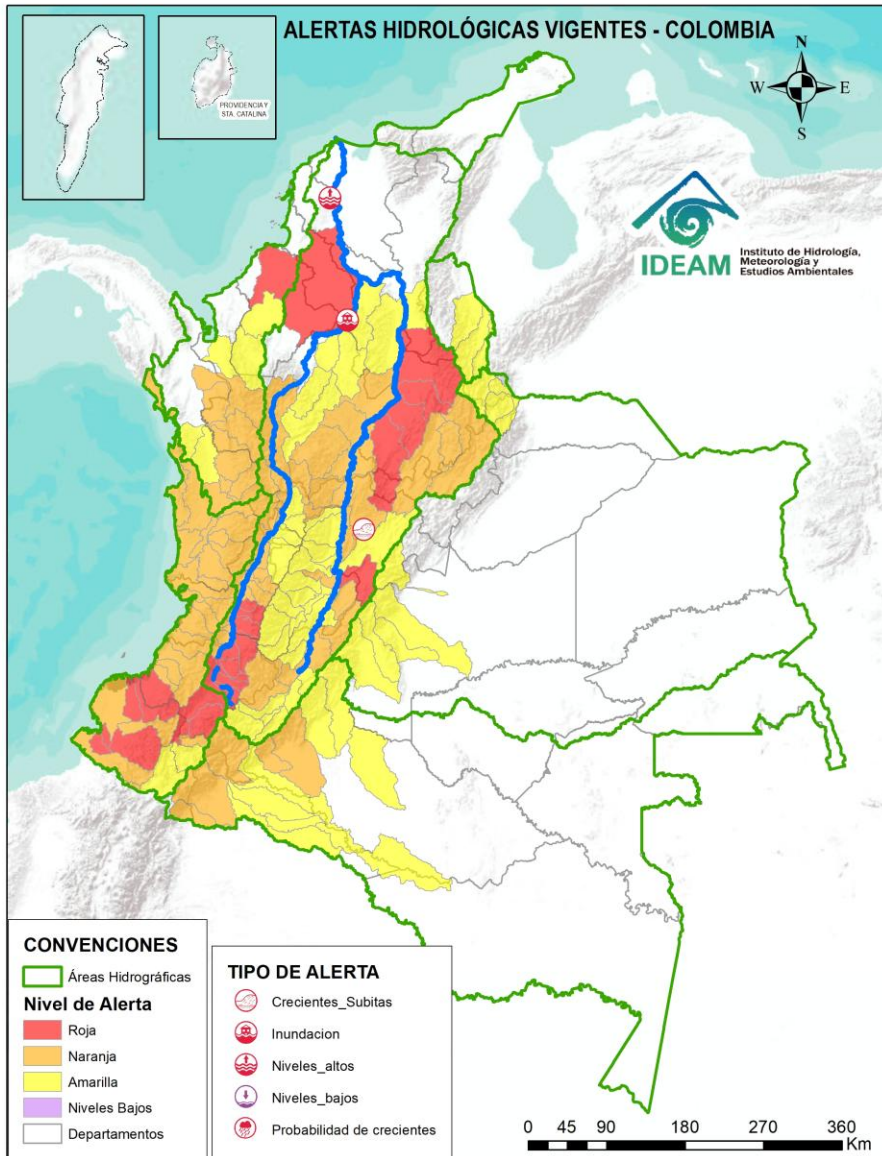 ALERTAS HIDROLÓGICAS VIGENTES - COLOMBIA
PROVIDENCIA Y
STA. CATALINA
N
W E
S
IDEAM
Instituto de Hidrología,
Meteorología y
Estudios Ambientales
CONVENCIONES
Áreas Hidrográficas
Nivel de Alerta
Roja
Naranja
Amarilla
Niveles Bajos
Departamentos
TIPO DE ALERTA
Crecientes_Subitas
Inundacion
Niveles_altos
Niveles_bajos
Probabilidad de crecientes
0 45 90 180 270 360
Km